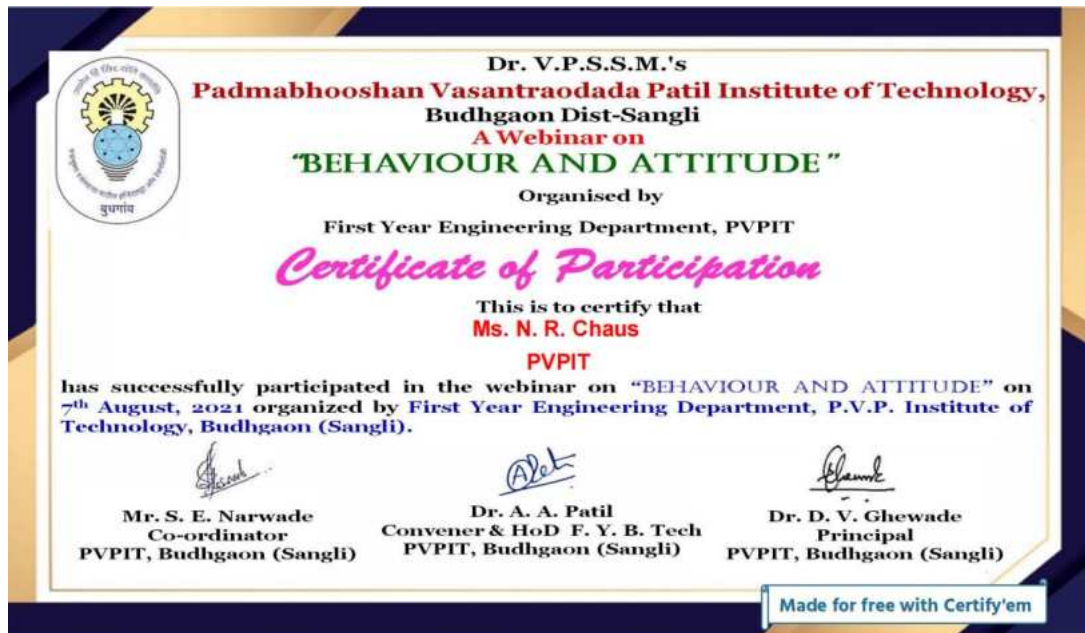 Dr. V.P.S.S.M.'s
Padmabhooshan Vasantraodada Patil Institute of Technology,
Budhgaon Dist-Sangli
A Webinar on
"BEHAVIOUR AND ATTITUDE"
Organised by
First Year Engineering Department, PVPIT
Certificate of Participation
This is to certify that
Ms. N. R. Chaus
PVPIT
has successfully participated in the webinar on "BEHAVIOUR AND ATTITUDE" on
7th August, 2021 organized by First Year Engineering Department, P.V.P. Institute of
Technology, Budhgaon (Sangli).
Mr. S. E. Narwade
Co-ordinator
PVPIT, Budhgaon (Sangli)
Dr. A. A. Patil
Convener & HoD F. Y. B. Tech
PVPIT, Budhgaon (Sangli)
Dr. D. V. Ghewade
Principal
PVPIT, Budhgaon (Sangli)
बुधगांव
Made for free with Certify'em